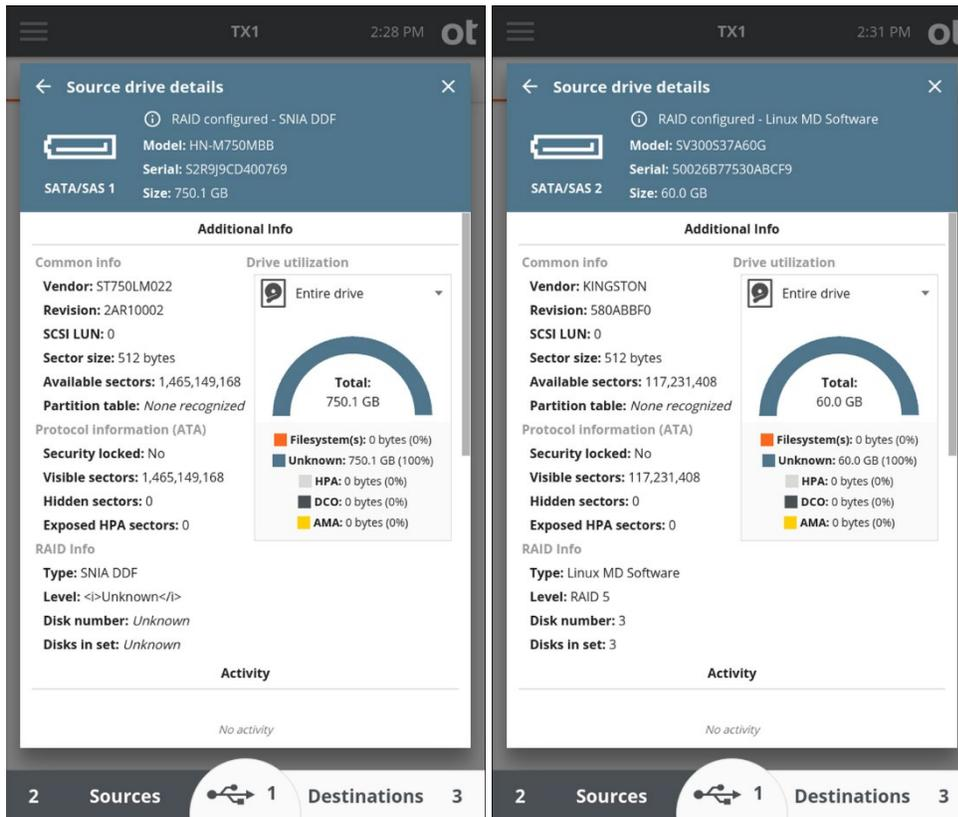 TX1 2:28 PM ot
Source drive details
RAID configured - SNIA DDF
Model: HN-M750MBB
Serial: S2R9J9CD400769
SATA/SAS 1
Size: 750.1 GB
Additional Info
Common info
Vendor: ST750LM022
Revision: 2AR10002
SCSI LUN: 0
Sector size: 512 bytes
Available sectors: 1,465,149,168
Partition table: None recognized
Protocol information (ATA)
Security locked: No
Visible sectors: 1,465,149,168
Hidden sectors: 0
Exposed HPA sectors: 0
RAID Info
Type: SNIA DDF
Level: <i>Unknown</i>
Disk number: Unknown
Disks in set: Unknown
Drive utilization
Entire drive
Total:
750.1 GB
Filesystem(s): 0 bytes (0%)
Unknown: 750.1 GB (100%)
HPA: 0 bytes (0%)
DCO: 0 bytes (0%)
AMA: 0 bytes (0%)
Activity
No activity
2 Sources 1 Destinations 3
TX1 2:31 PM ot
Source drive details
RAID configured - Linux MD Software
Model: SV300S37A60G
Serial: 50026B77530ABCF9
SATA/SAS 2
Size: 60.0 GB
Additional Info
Common info
Vendor: KINGSTON
Revision: 580ABBF0
SCSI LUN: 0
Sector size: 512 bytes
Available sectors: 117,231,408
Partition table: None recognized
Protocol information (ATA)
Security locked: No
Visible sectors: 117,231,408
Hidden sectors: 0
Exposed HPA sectors: 0
RAID Info
Type: Linux MD Software
Level: RAID 5
Disk number: 3
Disks in set: 3
Drive utilization
Entire drive
Total:
60.0 GB
Filesystem(s): 0 bytes (0%)
Unknown: 60.0 GB (100%)
HPA: 0 bytes (0%)
DCO: 0 bytes (0%)
AMA: 0 bytes (0%)
Activity
No activity
2 Sources 1 Destinations 3